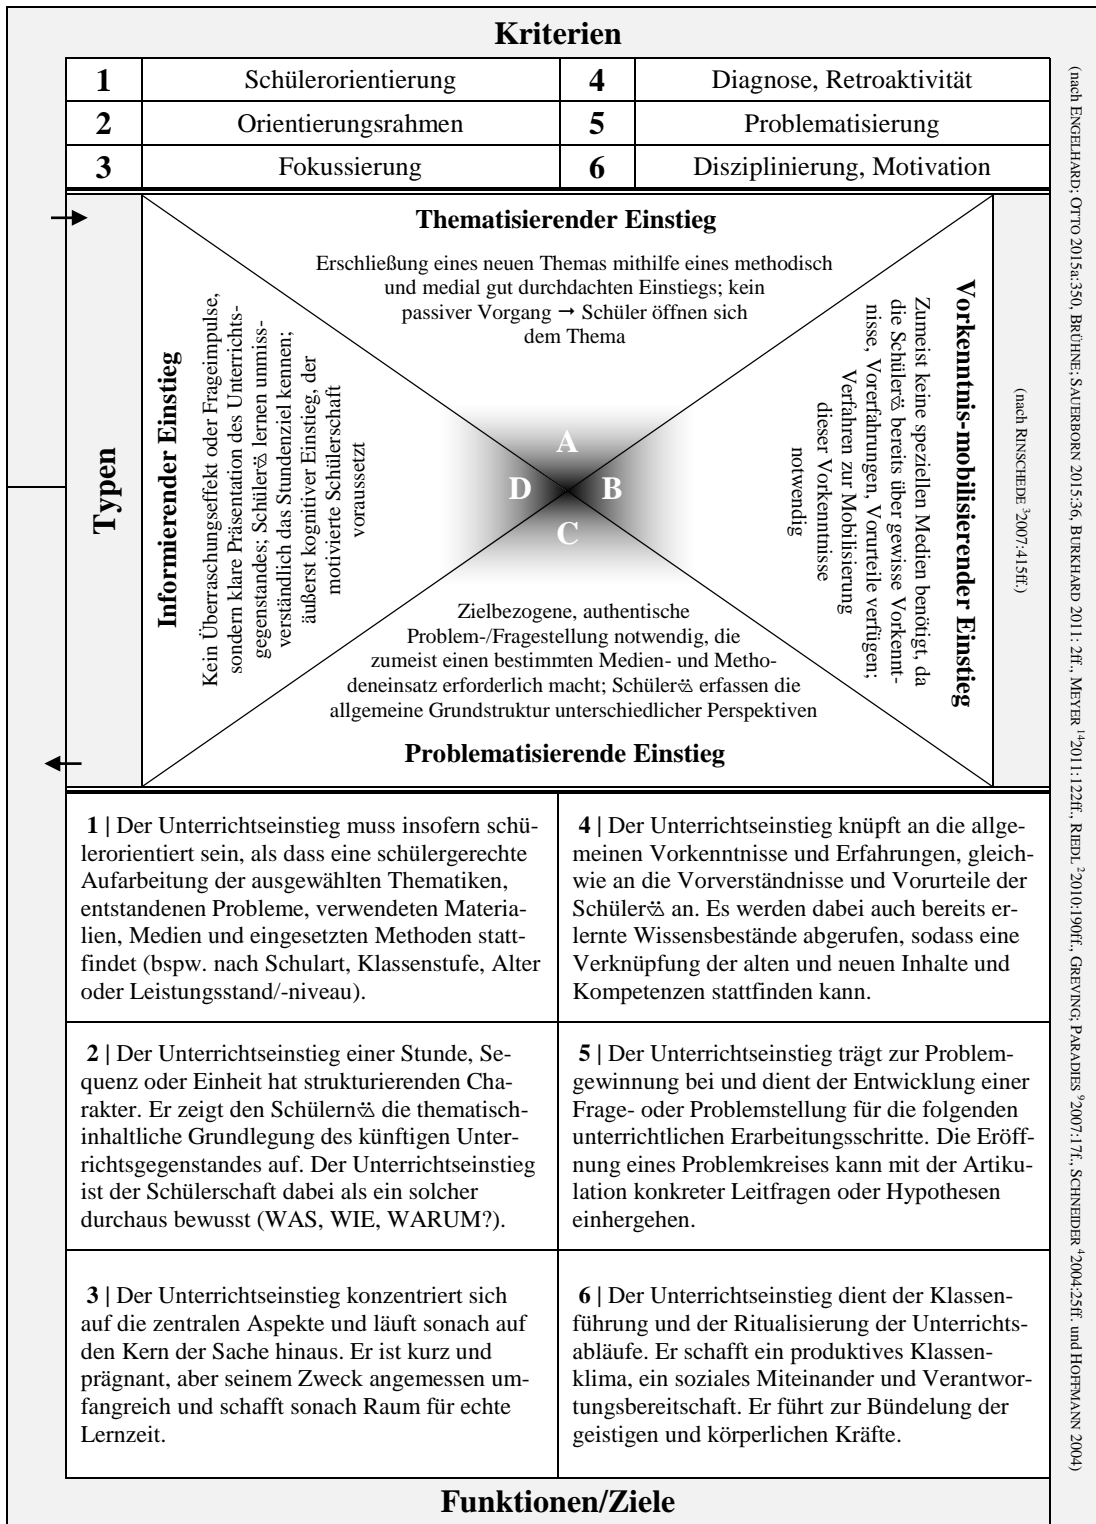 Kriterien
1 Schülerorientierung 4 Diagnose, Retroaktivität
2 Orientierungsrahmen 5 Problematisierung
3 Fokussierung 6 Disziplinierung, Motivation
Typen
Thematisierender Einstieg
Erschließung eines neuen Themas mithilfe eines methodisch
und medial gut durchdachten Einstiegs; kein
passiver Vorgang → Schüler öffnen sich
dem Thema
A
Vorkenntnis-mobilisierender Einstieg
Zumeist keine speziellen Medien benötigt, da
die Schüler bereits über gewisse Vorkennt-
nisse, Vorerfahrungen, Vorurteile verfügen;
Verfahren zur Mobilisierung
dieser Vorkenntnisse
notwendig
B
C
Zielbezogene, authentische
Problem-/Fragestellung notwendig, die
zumeist einen bestimmten Medien- und Metho-
deneinsatz erforderlich macht; Schüler erfassen die
allgemeine Grundstruktur unterschiedlicher Perspektiven
Problematisierende Einstieg
D
Informierender Einstieg
Kein Überraschungseffekt oder Frageimpulse,
sondern klare Präsentation des Unterrichts-
gegenstandes; Schüler lernen unmiss-
verständlich das Stundenziel kennen;
äußerst kognitiver Einstieg, der
motivierte Schülerschaft
voraussetzt
(nach RINSCHEDE ³2007:415ff.)
1 | Der Unterrichtseinstieg muss insofern schü-
lerorientiert sein, als dass eine schülergerechte
Aufarbeitung der ausgewählten Thematiken,
entstandenen Probleme, verwendeten Materia-
lien, Medien und eingesetzten Methoden statt-
findet (bspw. nach Schulart, Klassenstufe, Alter
oder Leistungsstand/-niveau).
4 | Der Unterrichtseinstieg knüpft an die allge-
meinen Vorkenntnisse und Erfahrungen, gleich-
wie an die Vorverständnisse und Vorurteile der
Schüler an. Es werden dabei auch bereits er-
lernte Wissensbestände abgerufen, sodass eine
Verknüpfung der alten und neuen Inhalte und
Kompetenzen stattfinden kann.
2 | Der Unterrichtseinstieg einer Stunde, Se-
quenz oder Einheit hat strukturierenden Cha-
rakter. Er zeigt den Schülern die thematisch-
inhaltliche Grundlegung des künftigen Unter-
richtsgegenstandes auf. Der Unterrichtseinstieg
ist der Schülerschaft dabei als ein solcher
durchaus bewusst (WAS, WIE, WARUM?).
5 | Der Unterrichtseinstieg trägt zur Problem-
gewinnung bei und dient der Entwicklung einer
Frage- oder Problemstellung für die folgenden
unterrichtlichen Erarbeitungsschritte. Die Eröff-
nung eines Problemkreises kann mit der Artiku-
lation konkreter Leitfragen oder Hypothesen
einhergehen.
3 | Der Unterrichtseinstieg konzentriert sich
auf die zentralen Aspekte und läuft sonach auf
den Kern der Sache hinaus. Er ist kurz und
prägnant, aber seinem Zweck angemessen um-
fangreich und schafft sonach Raum für echte
Lernzeit.
6 | Der Unterrichtseinstieg dient der Klassen-
führung und der Ritualisierung der Unterrichts-
abläufe. Er schafft ein produktives Klassen-
klima, ein soziales Miteinander und Verantwor-
tungsbereitschaft. Er führt zur Bündelung der
geistigen und körperlichen Kräfte.
Funktionen/Ziele
(nach ENGELHARD; OTTO 2015a:350, BRÜHNE; SAUERBORN 2015:36, BURKHARD 2011: 2ff., MEYER ¹⁴2011:122ff., RIEDL ²2010:190ff., GREVING; PARADIES ⁹2007:17f., SCHNEIDER ⁴2004:25ff. und HOFFMANN 2004)